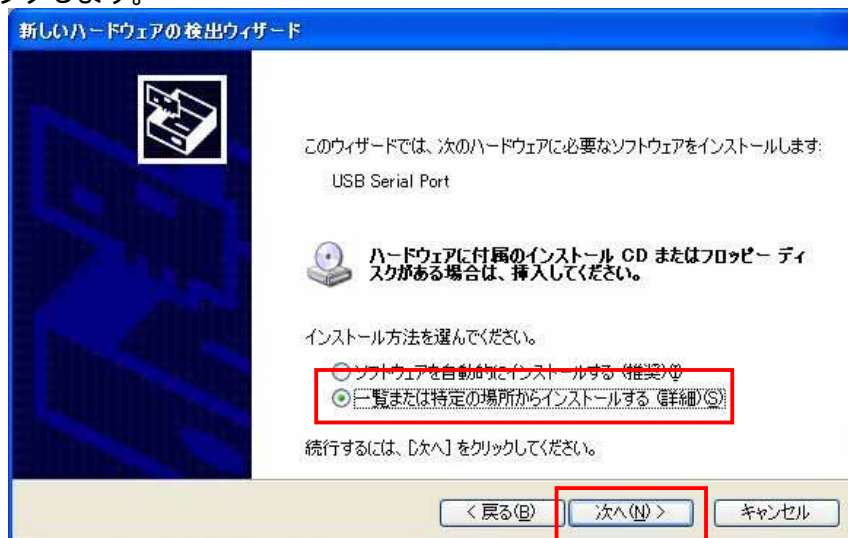 ックします。
新しいハードウェアの検出ウィザード
このウィザードでは、次のハードウェアに必要なソフトウェアをインストールします:
USB Serial Port
ハードウェアに付属のインストール CD またはフロッピー ディ
スクがある場合は、挿入してください。
インストール方法を選んでください。
ソフトウェアを自動的にインストールする (推奨)(I)
一覧または特定の場所からインストールする (詳細)(S)
続行するには、[次へ] をクリックしてください。
< 戻る(B)
次へ(N) >
キャンセル